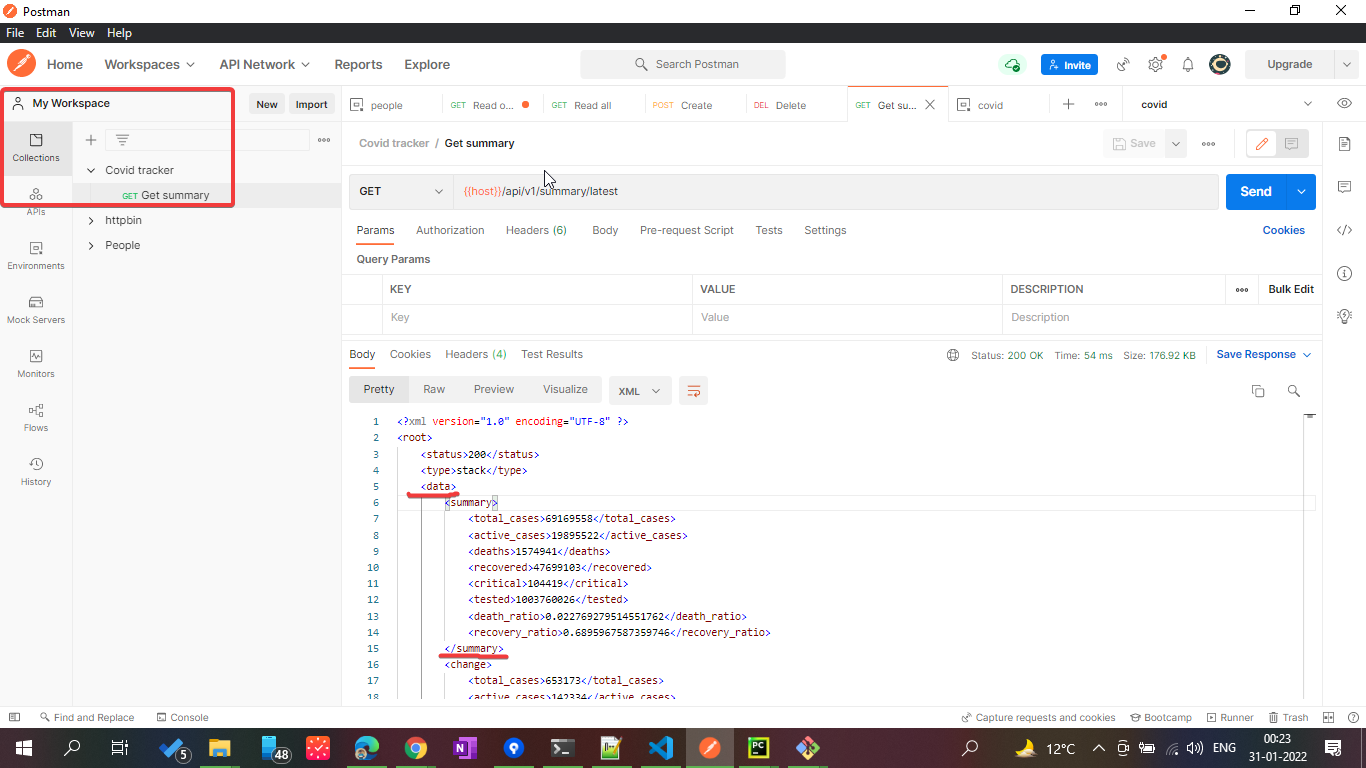 Postman
File Edit View Help
Home Workspaces API Network Reports Explore Search Postman Invite Upgrade
My Workspace New Import
people GET Read o... GET Read all POST Create DEL Delete GET Get su... covid covid
Collections
APIs
Environments
Mock Servers
Monitors
Flows
History
Covid tracker
GET Get summary
httpbin
People
Covid tracker / Get summary Save
GET {{host}}/api/v1/summary/latest Send
Params Authorization Headers (6) Body Pre-request Script Tests Settings Cookies
Query Params
KEY VALUE DESCRIPTION Bulk Edit
Key Value Description
Body Cookies Headers (4) Test Results Status: 200 OK Time: 54 ms Size: 176.92 KB Save Response
Pretty Raw Preview Visualize XML
1 <?xml version="1.0" encoding="UTF-8" ?>
2 <root>
3 <status>200</status>
4 <type>stack</type>
5 <data>
6 <summary>
7 <total_cases>69169558</total_cases>
8 <active_cases>19895522</active_cases>
9 <deaths>1574941</deaths>
10 <recovered>47699103</recovered>
11 <critical>104419</critical>
12 <tested>1003760026</tested>
13 <death_ratio>0.022769279514551762</death_ratio>
14 <recovery_ratio>0.6895967587359746</recovery_ratio>
15 </summary>
16 <change>
17 <total_cases>653173</total_cases>
18 <active_cases>142334</active_cases>
Find and Replace Console Capture requests and cookies Bootcamp Runner Trash
5 48 12°C ENG 00:23
31-01-2022